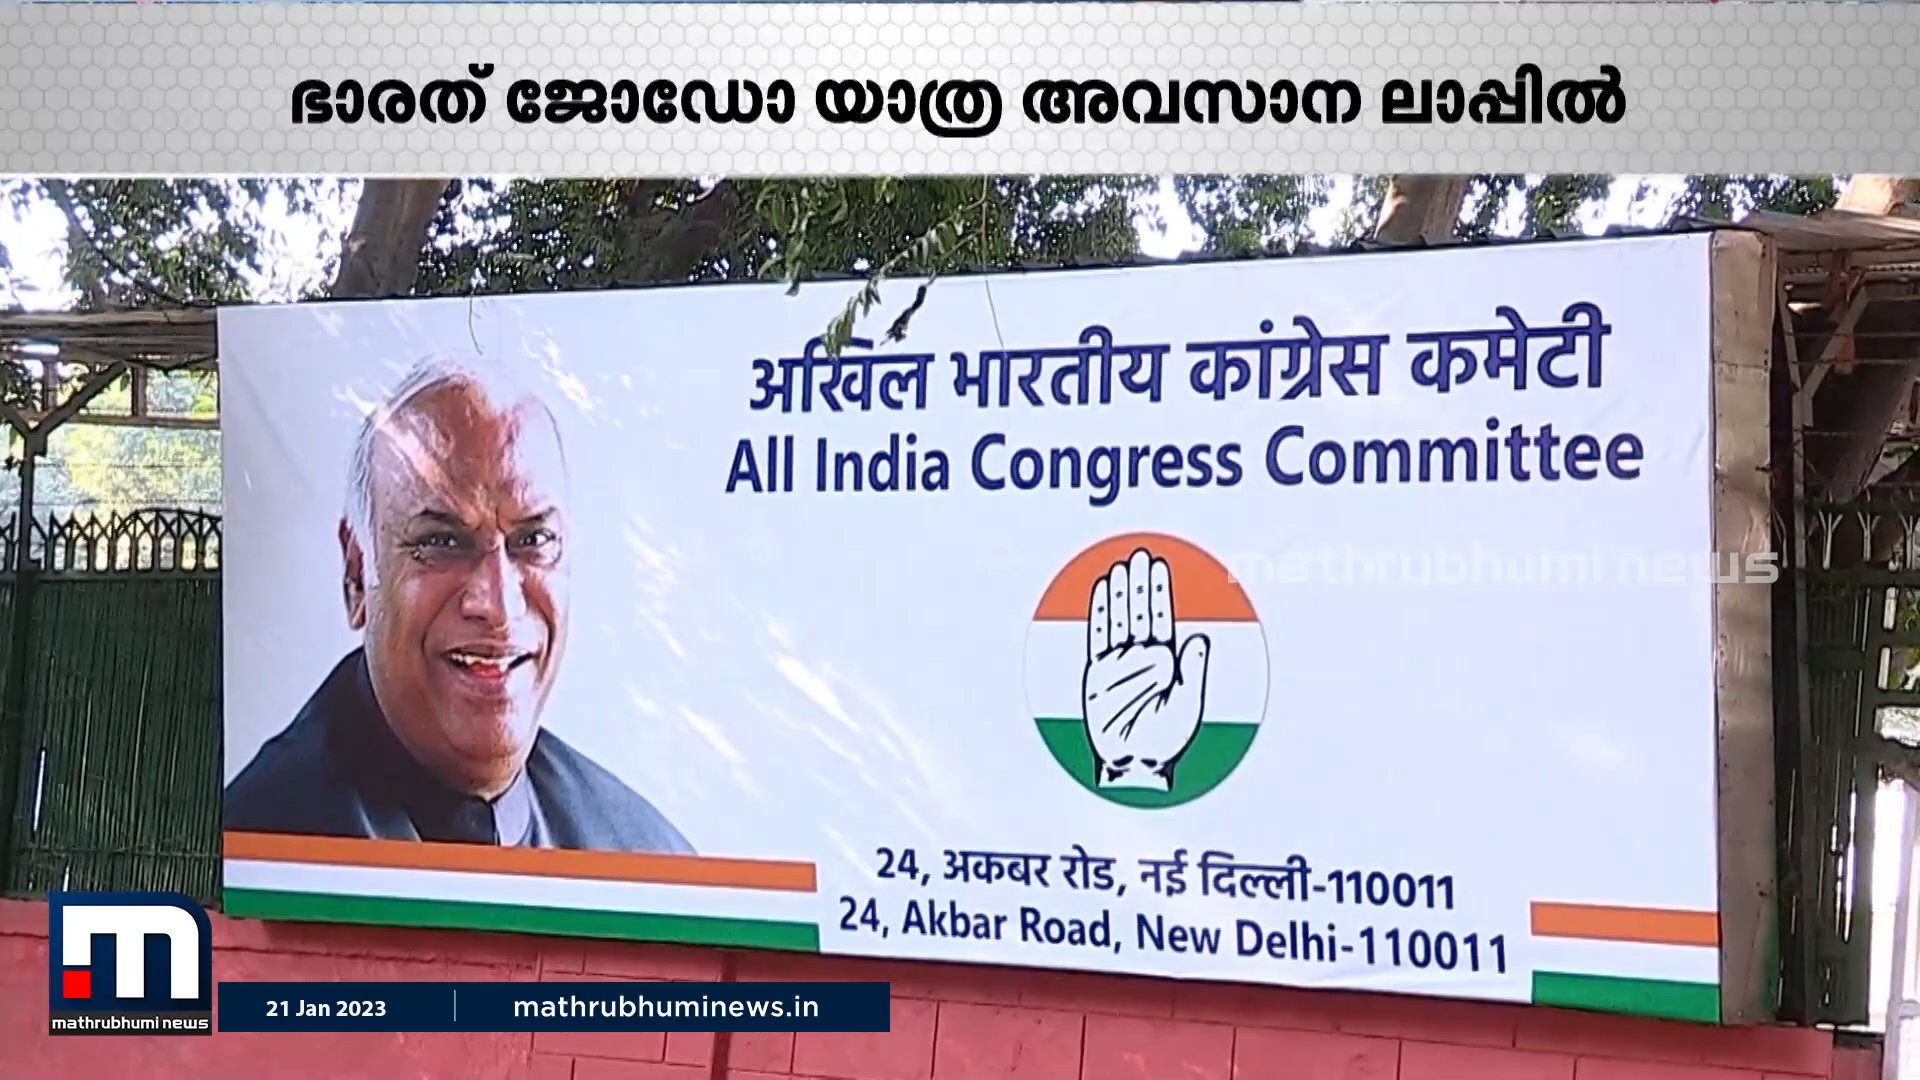 ഭാരത് ജോഡോ യാത്ര അവസാന ലാപ്പിൽ
अखिल भारतीय कांग्रेस कमेटी
All India Congress Committee
mathrubhumi news
24, अकबर रोड, नई दिल्ली-110011
24, Akbar Road, New Delhi-110011
mathrubhumi news
21 Jan 2023
mathrubhuminews.in